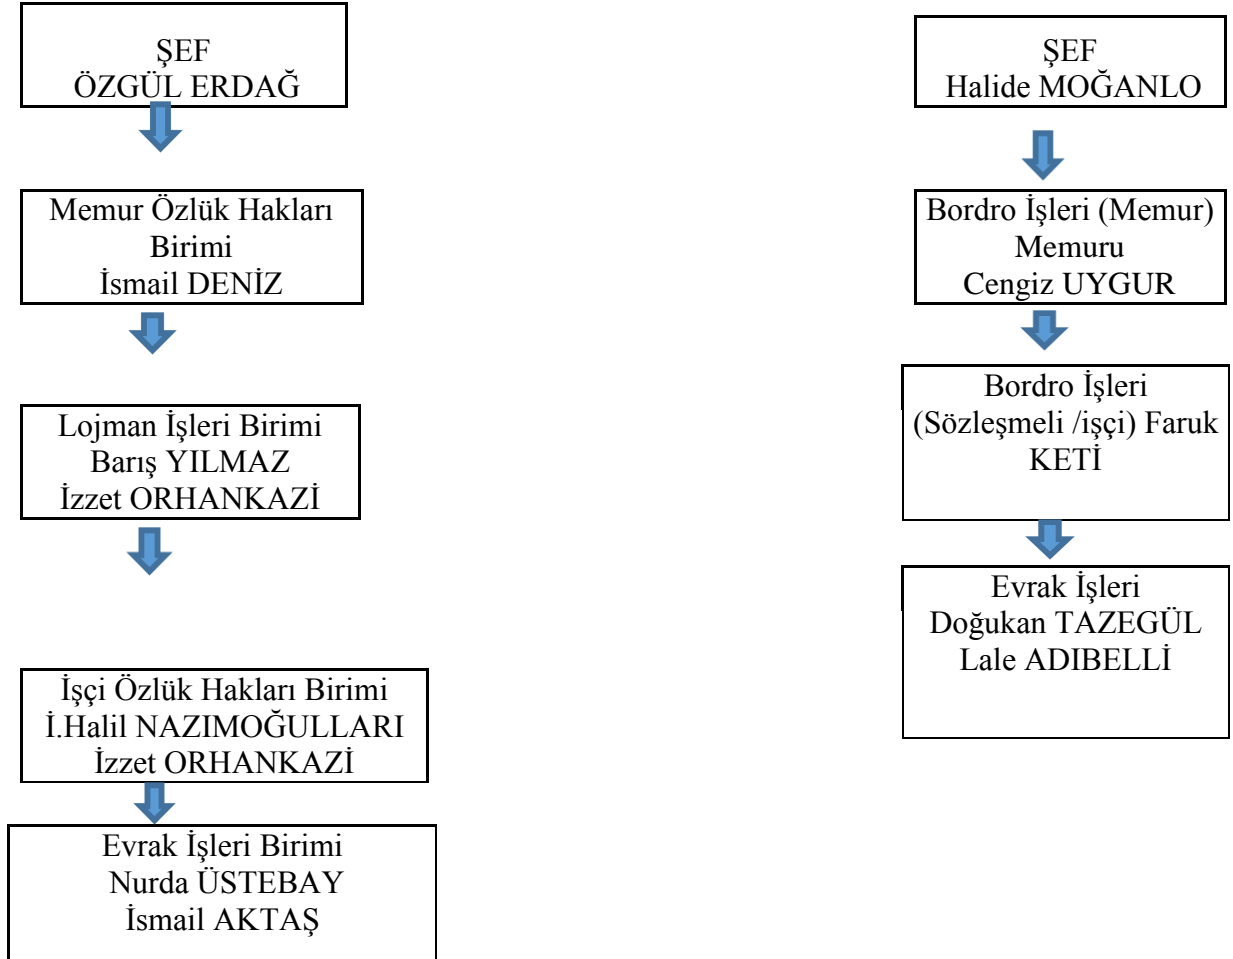 ŞEF
ÖZGÜL ERDAĞ
Memur Özlük Hakları
Birimi
İsmail DENİZ
Lojman İşleri Birimi
Barış YILMAZ
İzzet ORHANKAZİ
İşçi Özlük Hakları Birimi
İ.Halil NAZIMOĞULLARI
İzzet ORHANKAZİ
Evrak İşleri Birimi
Nurda ÜSTEBAY
İsmail AKTAŞ
ŞEF
Halide MOĞANLO
Bordro İşleri (Memur)
Memuru
Cengiz UYGUR
Bordro İşleri
(Sözleşmeli /işçi) Faruk
KETİ
Evrak İşleri
Doğukan TAZEGÜL
Lale ADIBELLİ